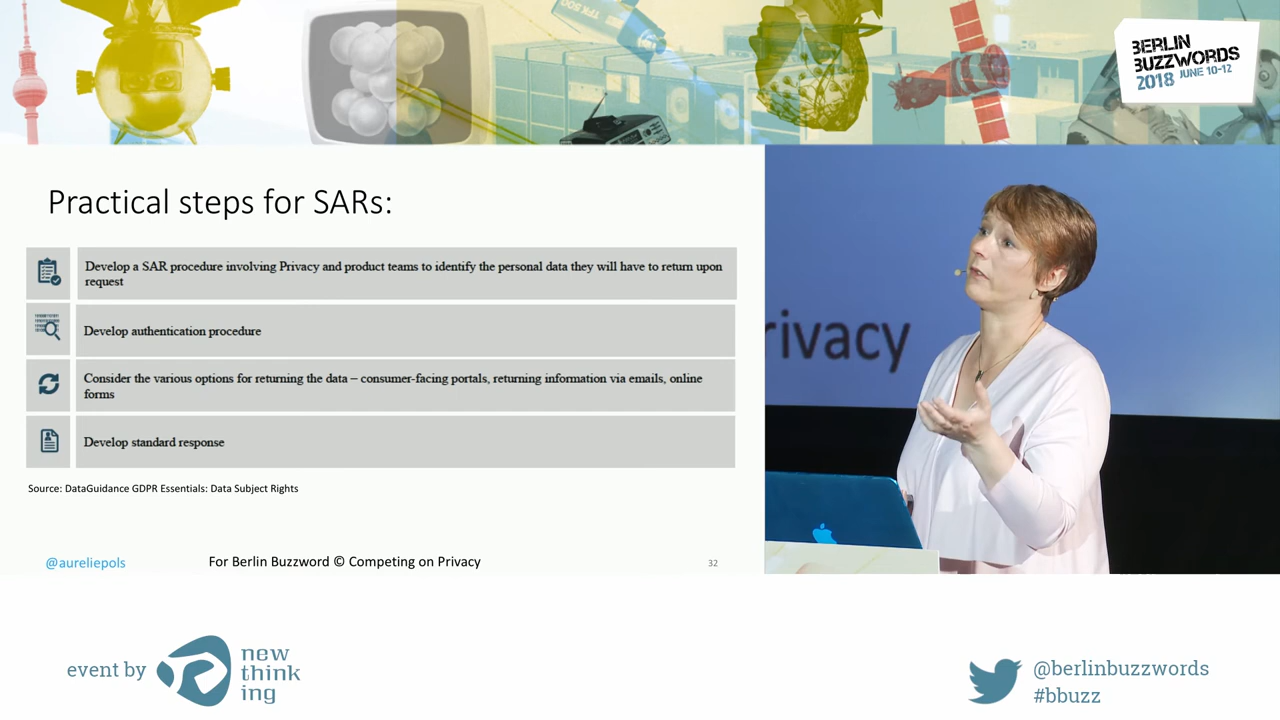 BERLIN
BUZZWORDS
2018 JUNE 10-12
TFK 500
Practical steps for SARs:
Develop a SAR procedure involving Privacy and product teams to identify the personal data they will have to return upon
request
Develop authentication procedure
Consider the various options for returning the data – consumer-facing portals, returning information via emails, online
forms
Develop standard response
Source: DataGuidance GDPR Essentials: Data Subject Rights
@aureliepols
For Berlin Buzzword © Competing on Privacy
32
rivacy
event by
new
think
ing
@berlinbuzzwords
#bbuzz